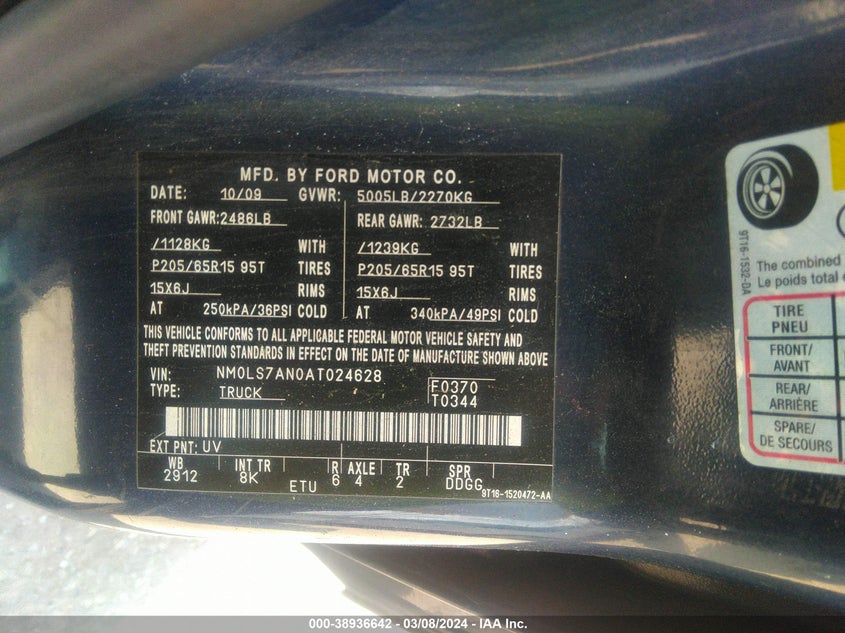 MFD. BY FORD MOTOR CO.
DATE: 10/09 GVWR: 5005LB/2270KG
FRONT GAWR: 2486LB REAR GAWR: 2732LB
/1128KG WITH /1239KG WITH
P205/65R15 95T TIRES P205/65R15 95T TIRES
15X6J RIMS 15X6J RIMS
AT 250kPA/36PSI COLD AT 340kPA/49PSI COLD
THIS VEHICLE CONFORMS TO ALL APPLICABLE FEDERAL MOTOR VEHICLE SAFETY AND
THEFT PREVENTION STANDARDS IN EFFECT ON THE DATE OF MANUFACTURE SHOWN ABOVE
VIN: NM0LS7AN0AT024628 F0370
TYPE: TRUCK T0344
EXT PNT: UV
WB INT TR R AXLE TR SPR
2912 8K 6 4 2 DDGG
ETU 9T16-1520472-AA
9T16-1532-DA
The combined
Le poids total
TIRE
PNEU
FRONT/
AVANT
REAR/
ARRIÈRE
SPARE/
DE SECOURS
000-38936642 - 03/08/2024 - IAA Inc.